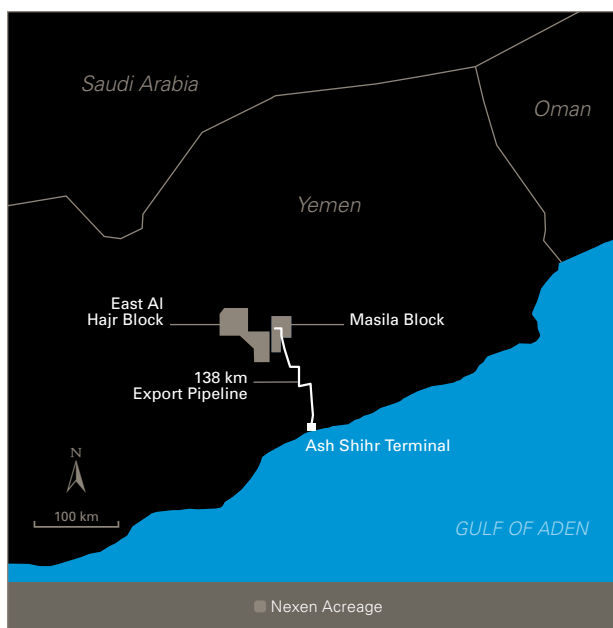 Saudi Arabia
Oman
Yemen
East Al
Hajr Block
Masila Block
138 km
Export Pipeline
Ash Shihr Terminal
N
100 km
GULF OF ADEN
Nexen Acreage